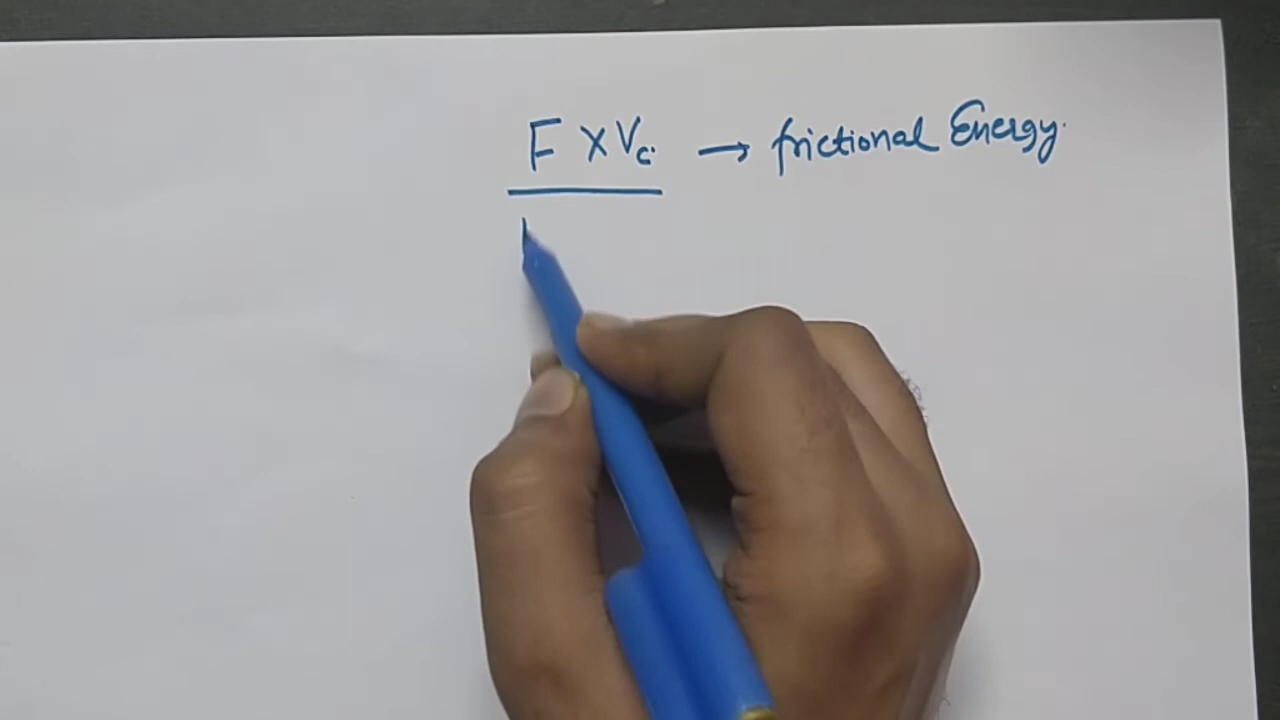 F × Vc. → frictional Energy.